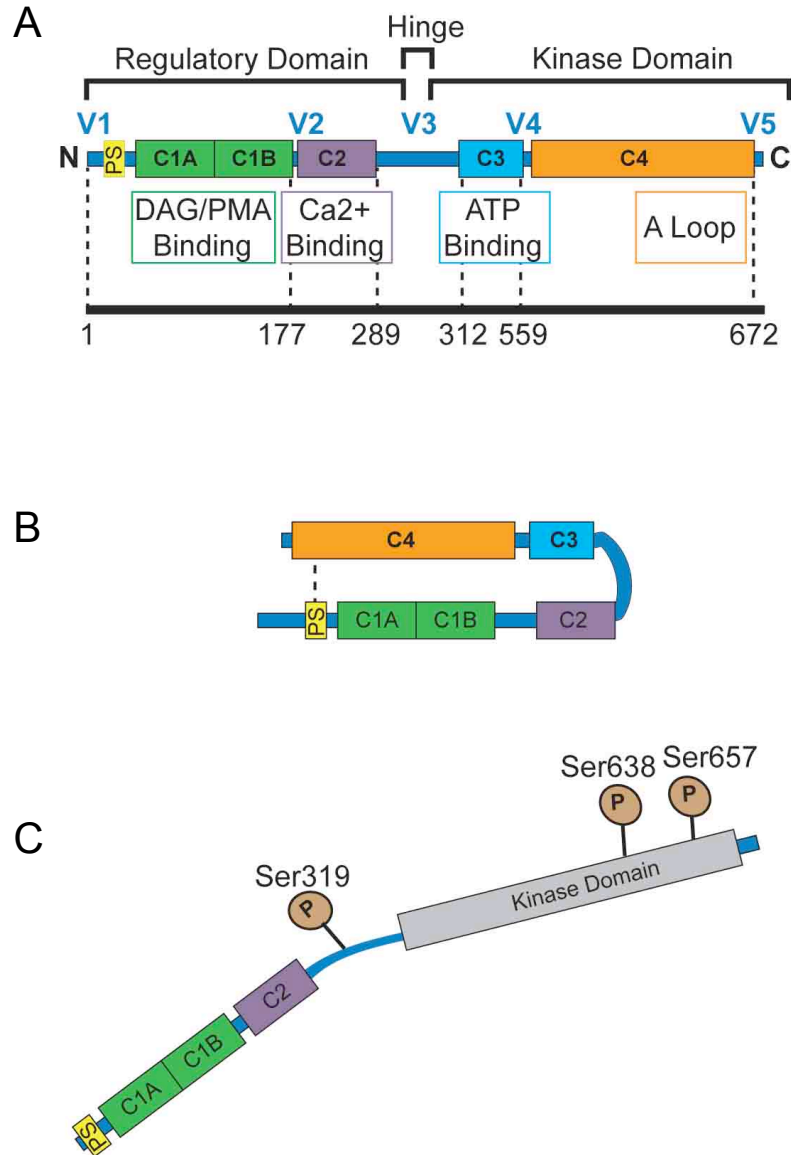 A
Hinge
Regulatory Domain
Kinase Domain
V1 V2 V3 V4 V5
N PS C1A C1B C2 C3 C4 C
DAG/PMA
Binding
Ca2+
Binding
ATP
Binding
A Loop
1 177 289 312 559 672
B
C4 C3
PS C1A C1B C2
C
Ser638 Ser657
P P
Ser319
P
Kinase Domain
C2
C1B
C1A
PS